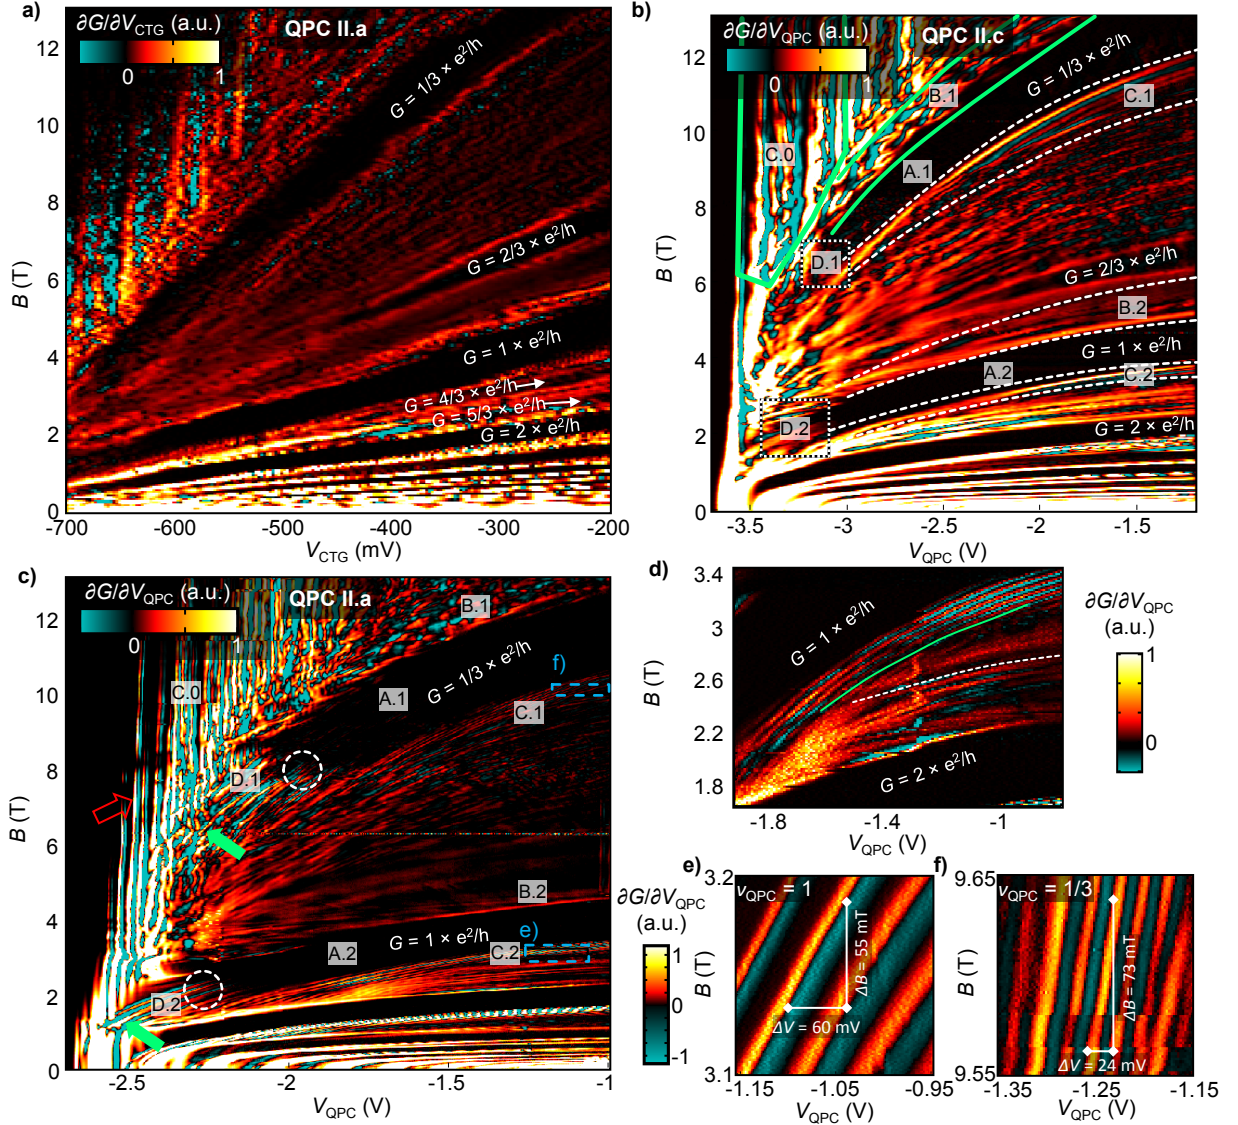 a)
∂G/∂V_CTG (a.u.)
QPC II.a
0 1
G = 1/3 × e²/h
G = 2/3 × e²/h
G = 1 × e²/h
G = 4/3 × e²/h
G = 5/3 × e²/h
G = 2 × e²/h
B (T)
12
10
8
6
4
2
0
-700 -600 -500 -400 -300 -200
V_CTG (mV)
b)
∂G/∂V_QPC (a.u.)
QPC II.c
0 1
G = 1/3 × e²/h
B.1
C.1
C.0
A.1
D.1
G = 2/3 × e²/h
B.2
G = 1 × e²/h
A.2
C.2
D.2
G = 2 × e²/h
B (T)
12
10
8
6
4
2
0
-3.5 -3 -2.5 -2 -1.5
V_QPC (V)
c)
∂G/∂V_QPC (a.u.)
QPC II.a
0 1
B.1
C.0
A.1
G = 1/3 × e²/h
f)
C.1
D.1
B.2
G = 1 × e²/h
e)
A.2
C.2
D.2
B (T)
12
10
8
6
4
2
0
-2.5 -2 -1.5 -1
V_QPC (V)
d)
G = 1 × e²/h
G = 2 × e²/h
B (T)
3.4
3
2.6
2.2
1.8
-1.8 -1.4 -1
V_QPC (V)
∂G/∂V_QPC
(a.u.)
1
0
∂G/∂V_QPC
(a.u.)
1
0
-1
e)
ν_QPC = 1
ΔB = 55 mT
ΔV = 60 mV
B (T)
3.2
3.1
-1.15 -1.05 -0.95
V_QPC (V)
f)
ν_QPC = 1/3
ΔB = 73 mT
ΔV = 24 mV
B (T)
9.65
9.55
-1.35 -1.25 -1.15
V_QPC (V)